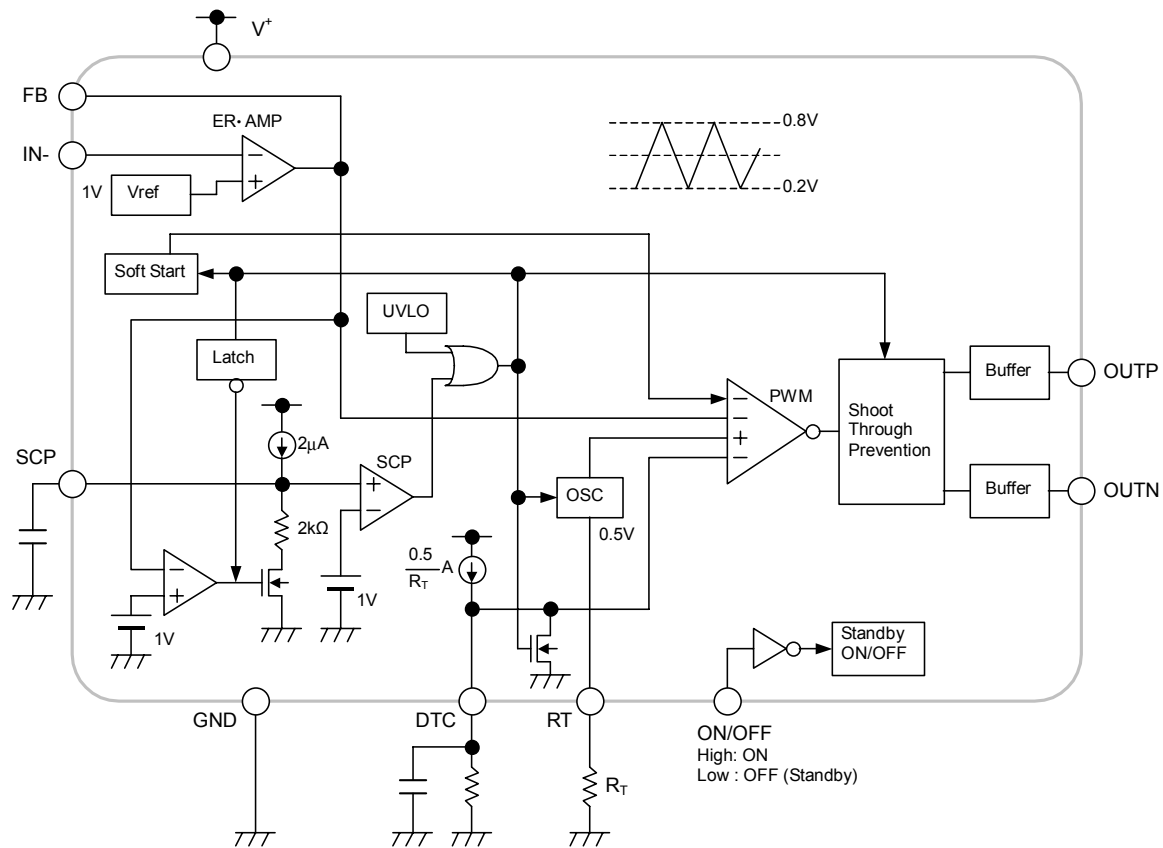 V+
FB
ER・AMP
IN-
1V
Vref
0.8V
0.2V
Soft Start
UVLO
Latch
PWM
Shoot
Through
Prevention
Buffer
OUTP
2μA
SCP
SCP
OSC
Buffer
OUTN
2kΩ
0.5V
0.5
RT
A
1V
1V
Standby
ON/OFF
GND
DTC
RT
ON/OFF
High: ON
Low : OFF (Standby)
RT